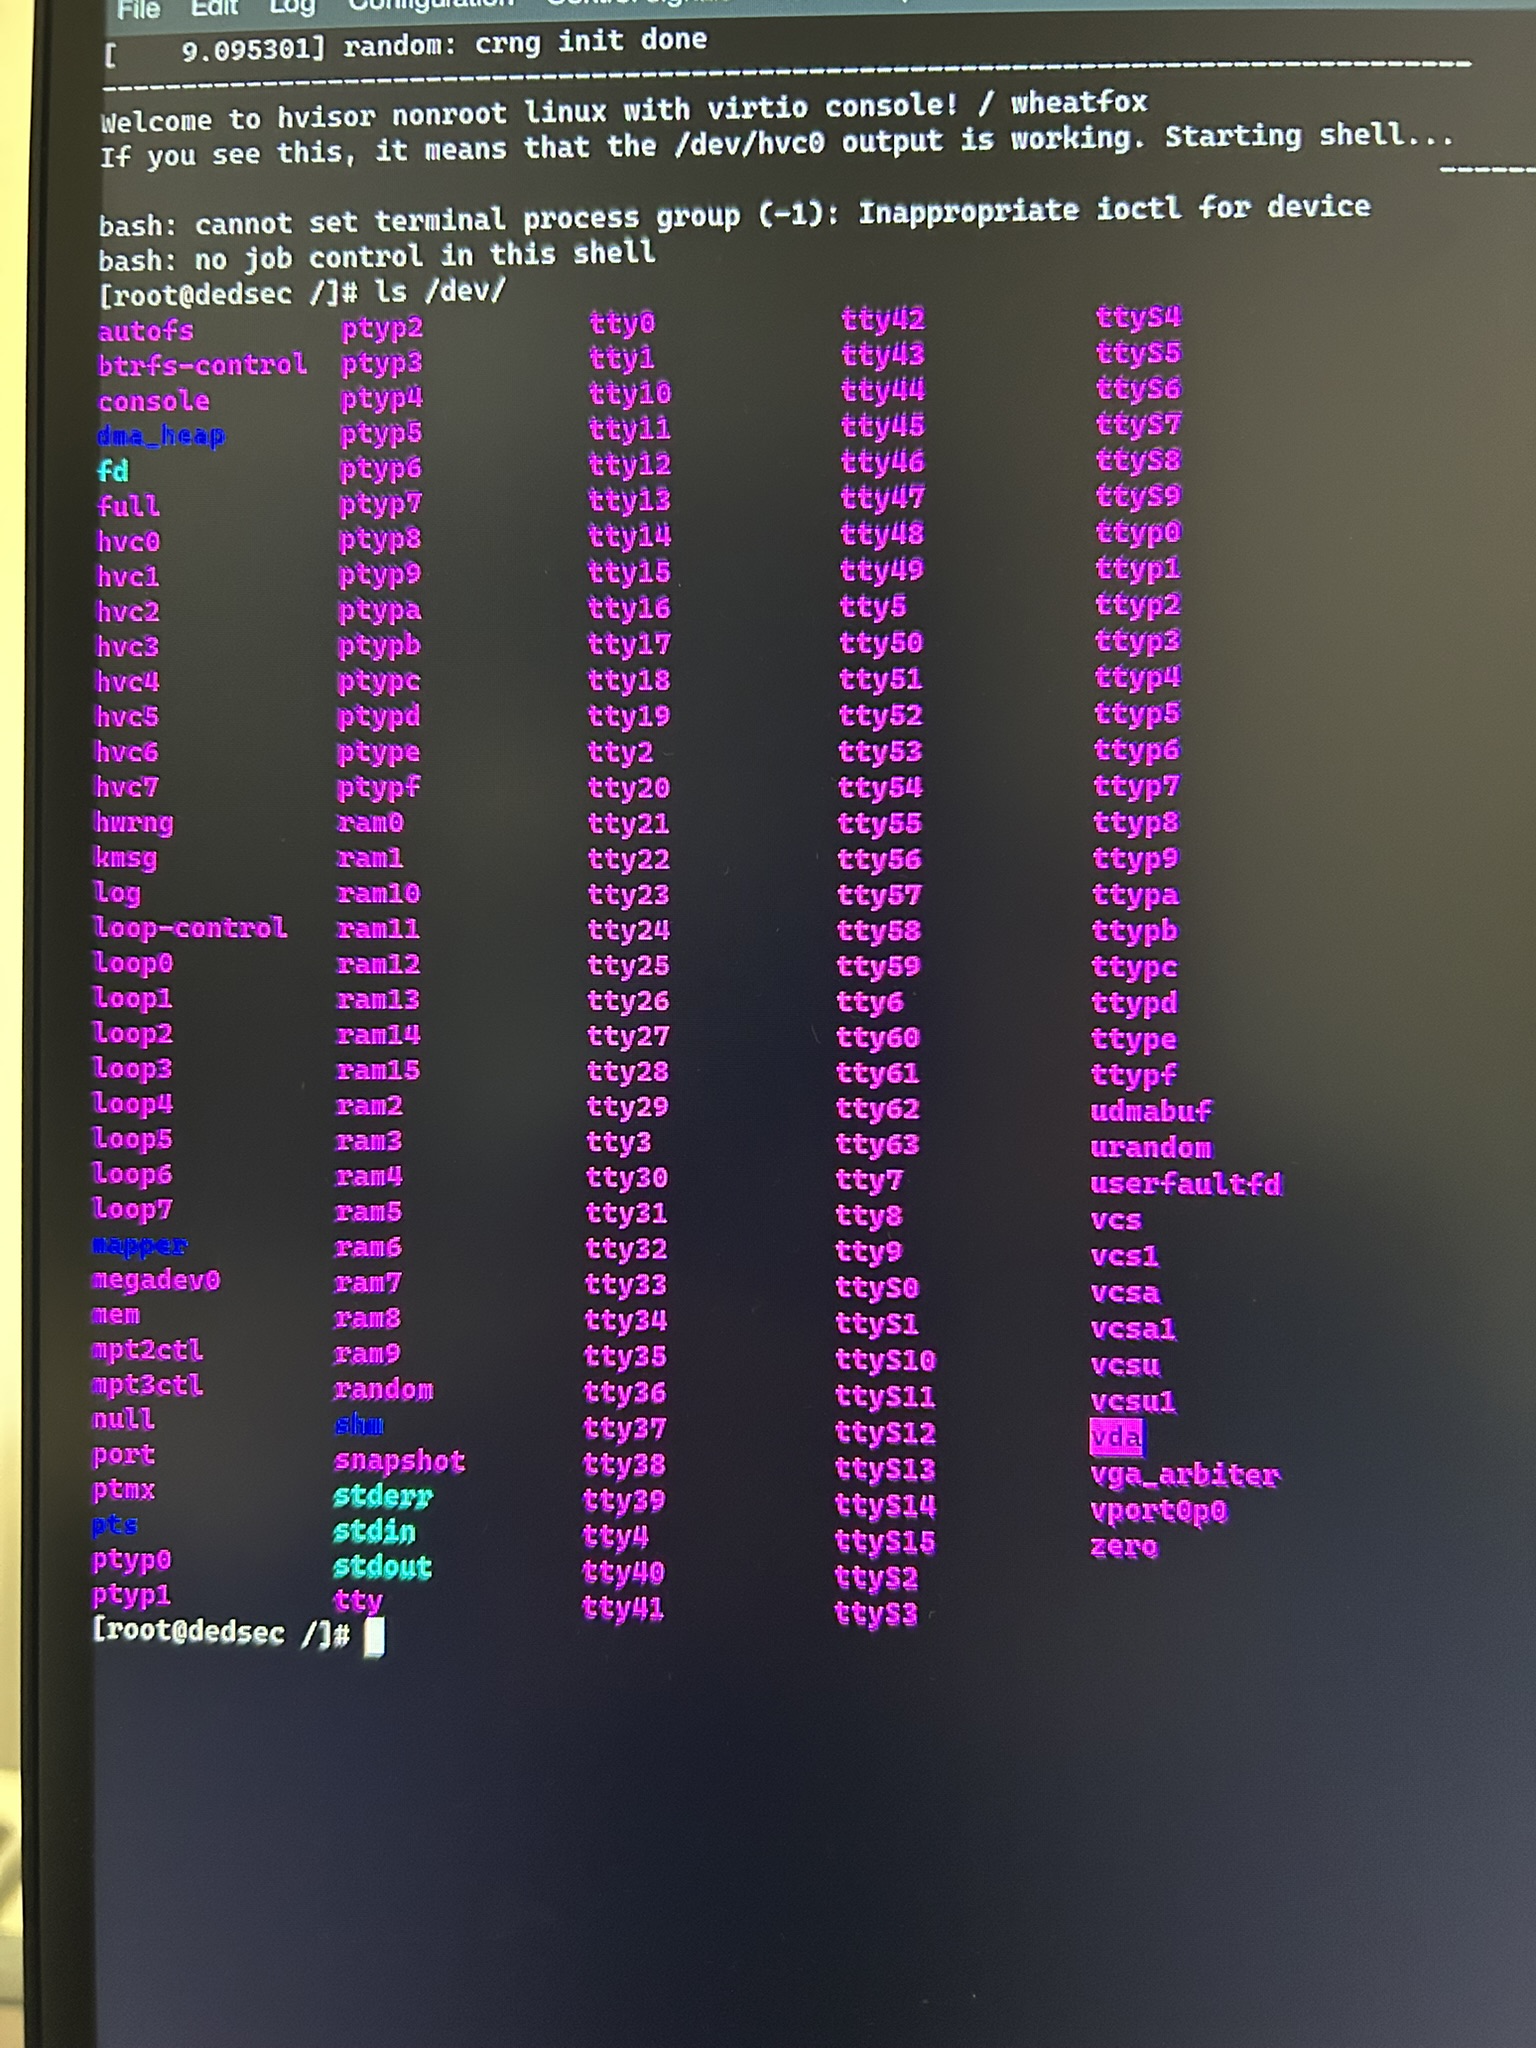 File Edit Log Configuration
[    9.095301] random: crng init done
--------------------------------------------------------------------------------
Welcome to hvisor nonroot linux with virtio console! / wheatfox
If you see this, it means that the /dev/hvc0 output is working. Starting shell...
------
bash: cannot set terminal process group (-1): Inappropriate ioctl for device
bash: no job control in this shell
[root@dedsec /]# ls /dev/
autofs ptyp2 tty0 tty42 ttyS4
btrfs-control ptyp3 tty1 tty43 ttyS5
console ptyp4 tty10 tty44 ttyS6
dma_heap ptyp5 tty11 tty45 ttyS7
fd ptyp6 tty12 tty46 ttyS8
full ptyp7 tty13 tty47 ttyS9
hvc0 ptyp8 tty14 tty48 ttyp0
hvc1 ptyp9 tty15 tty49 ttyp1
hvc2 ptypa tty16 tty5 ttyp2
hvc3 ptypb tty17 tty50 ttyp3
hvc4 ptypc tty18 tty51 ttyp4
hvc5 ptypd tty19 tty52 ttyp5
hvc6 ptype tty2 tty53 ttyp6
hvc7 ptypf tty20 tty54 ttyp7
hwrng ram0 tty21 tty55 ttyp8
kmsg ram1 tty22 tty56 ttyp9
log ram10 tty23 tty57 ttypa
loop-control ram11 tty24 tty58 ttypb
loop0 ram12 tty25 tty59 ttypc
loop1 ram13 tty26 tty6 ttypd
loop2 ram14 tty27 tty60 ttype
loop3 ram15 tty28 tty61 ttypf
loop4 ram2 tty29 tty62 udmabuf
loop5 ram3 tty3 tty63 urandom
loop6 ram4 tty30 tty7 userfaultfd
loop7 ram5 tty31 tty8 vcs
mapper ram6 tty32 tty9 vcs1
megadev0 ram7 tty33 ttyS0 vcsa
mem ram8 tty34 ttyS1 vcsa1
mpt2ctl ram9 tty35 ttyS10 vcsu
mpt3ctl random tty36 ttyS11 vcsu1
null shm tty37 ttyS12 vda
port snapshot tty38 ttyS13 vga_arbiter
ptmx stderr tty39 ttyS14 vport0p0
pts stdin tty4 ttyS15 zero
ptyp0 stdout tty40 ttyS2
ptyp1 tty tty41 ttyS3
[root@dedsec /]#